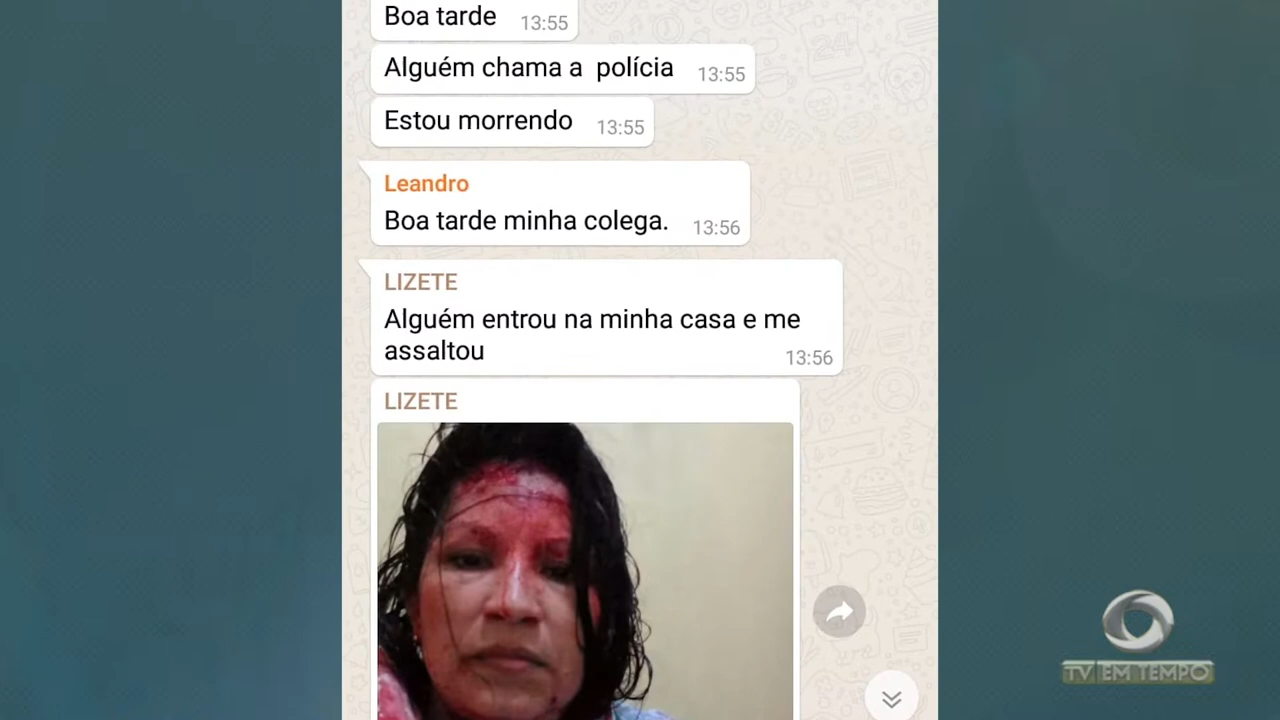 Boa tarde 13:55
Alguém chama a polícia 13:55
Estou morrendo 13:55
Leandro
Boa tarde minha colega. 13:56
LIZETE
Alguém entrou na minha casa e me
assaltou 13:56
LIZETE
TV EM TEMPO